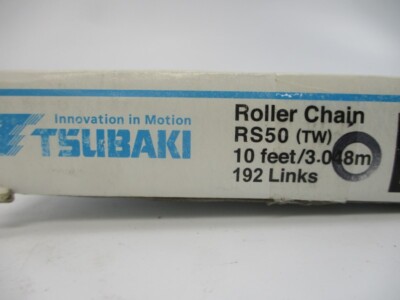 Innovation in Motion
TSUBAKI
Roller Chain
RS50 (TW)
10 feet/3.048m
192 Links